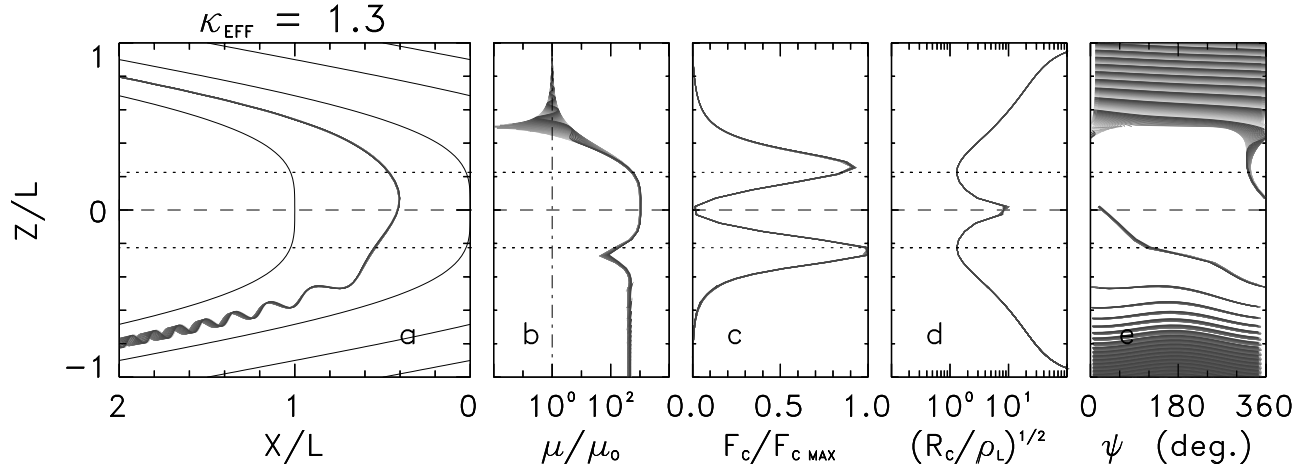 κEFF = 1.3
1
0
−1
Z/L
a
b
c
d
e
2 1 0
10⁰ 10²
0.0 0.5 1.0
10⁰ 10¹
0 180 360
X/L
μ/μ₀
FC/FC MAX
(RC/ρL)¹/²
ψ (deg.)